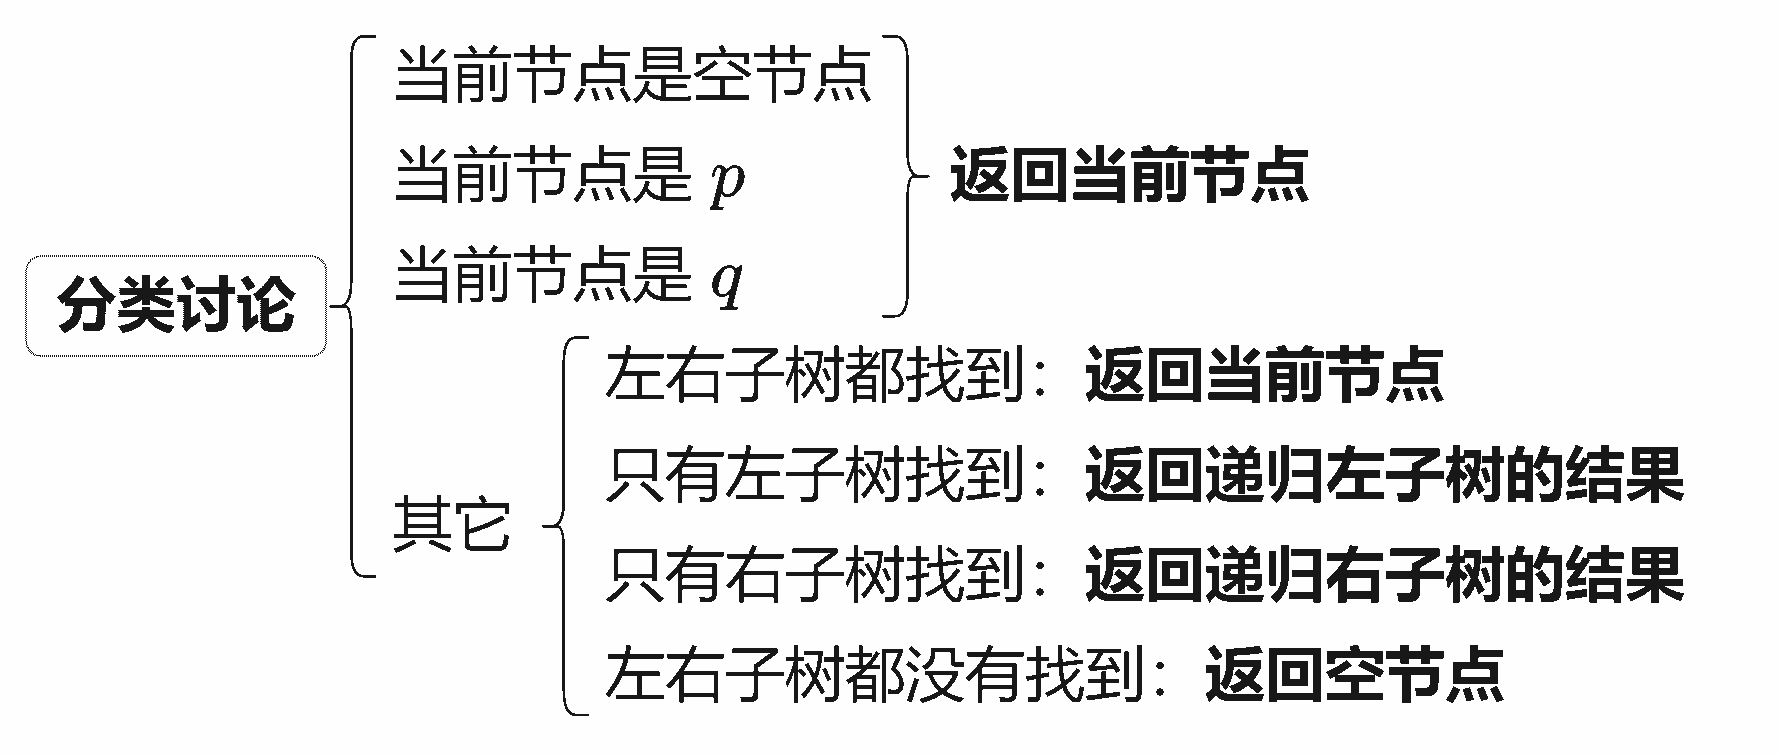 分类讨论
当前节点是空节点
当前节点是 p
当前节点是 q
返回当前节点
其它
左右子树都找到：返回当前节点
只有左子树找到：返回递归左子树的结果
只有右子树找到：返回递归右子树的结果
左右子树都没有找到：返回空节点